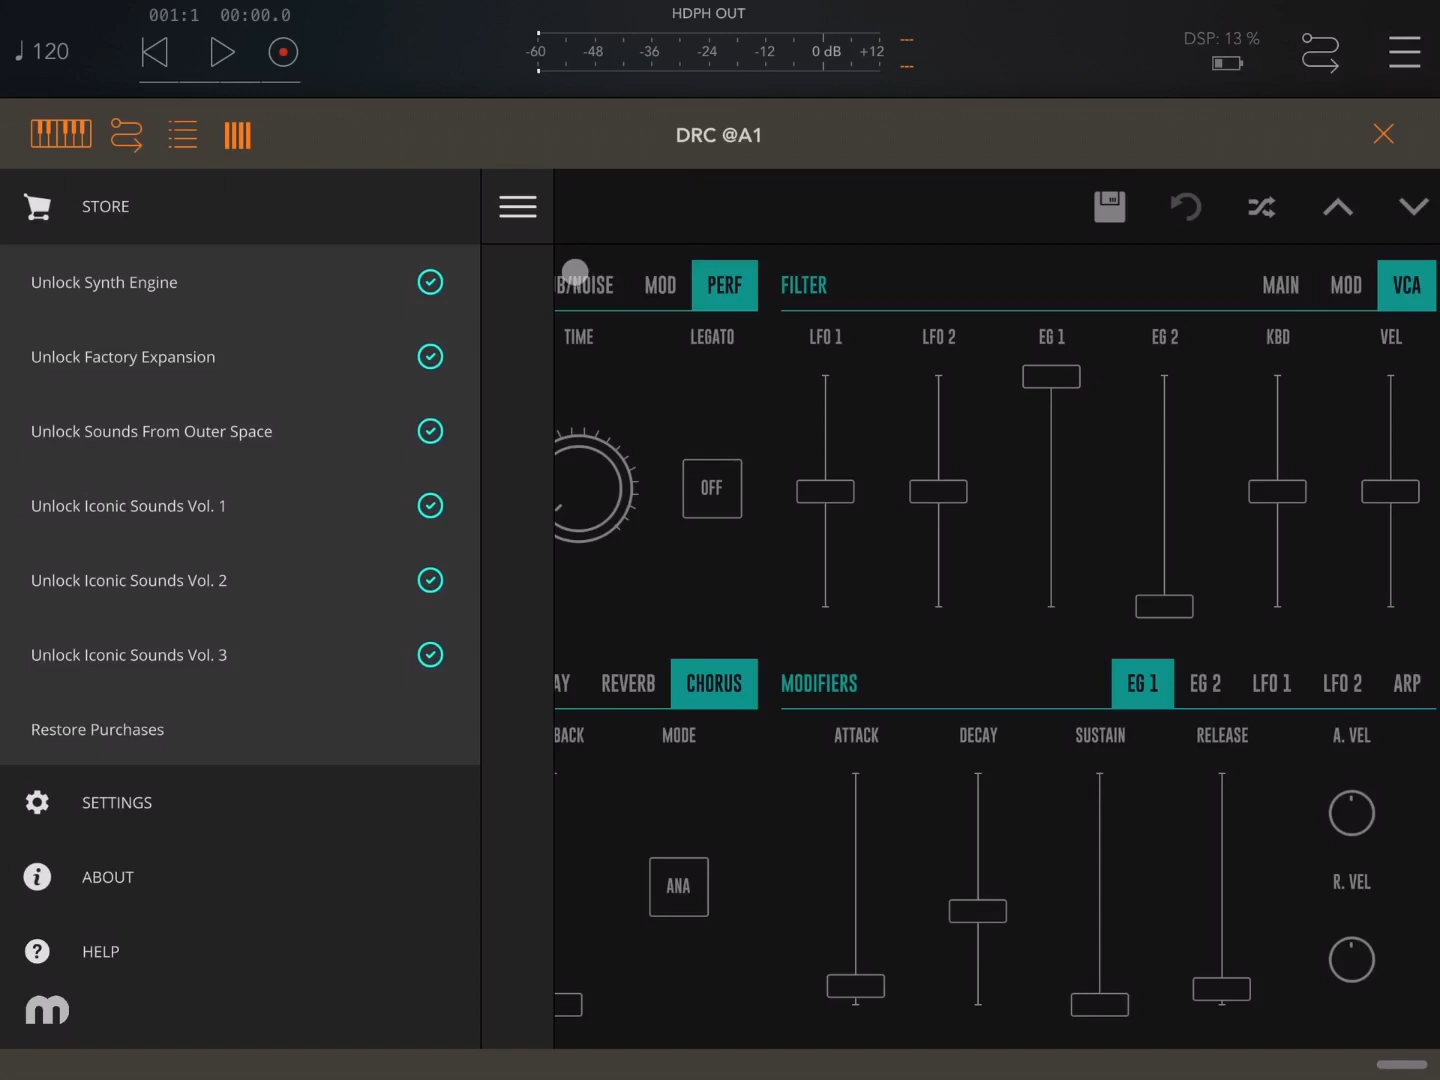 001:1 00:00.0
HDPH OUT
120
-60 -48 -36 -24 -12 0 dB +12
DSP: 13 %
DRC @A1
STORE
Unlock Synth Engine
Unlock Factory Expansion
Unlock Sounds From Outer Space
Unlock Iconic Sounds Vol. 1
Unlock Iconic Sounds Vol. 2
Unlock Iconic Sounds Vol. 3
Restore Purchases
SETTINGS
ABOUT
HELP
B/NOISE MOD PERF
TIME LEGATO
OFF
FILTER MAIN MOD VCA
LFO 1 LFO 2 EG 1 EG 2 KBD VEL
AY REVERB CHORUS
BACK MODE
ANA
MODIFIERS EG 1 EG 2 LFO 1 LFO 2 ARP
ATTACK DECAY SUSTAIN RELEASE A. VEL
R. VEL